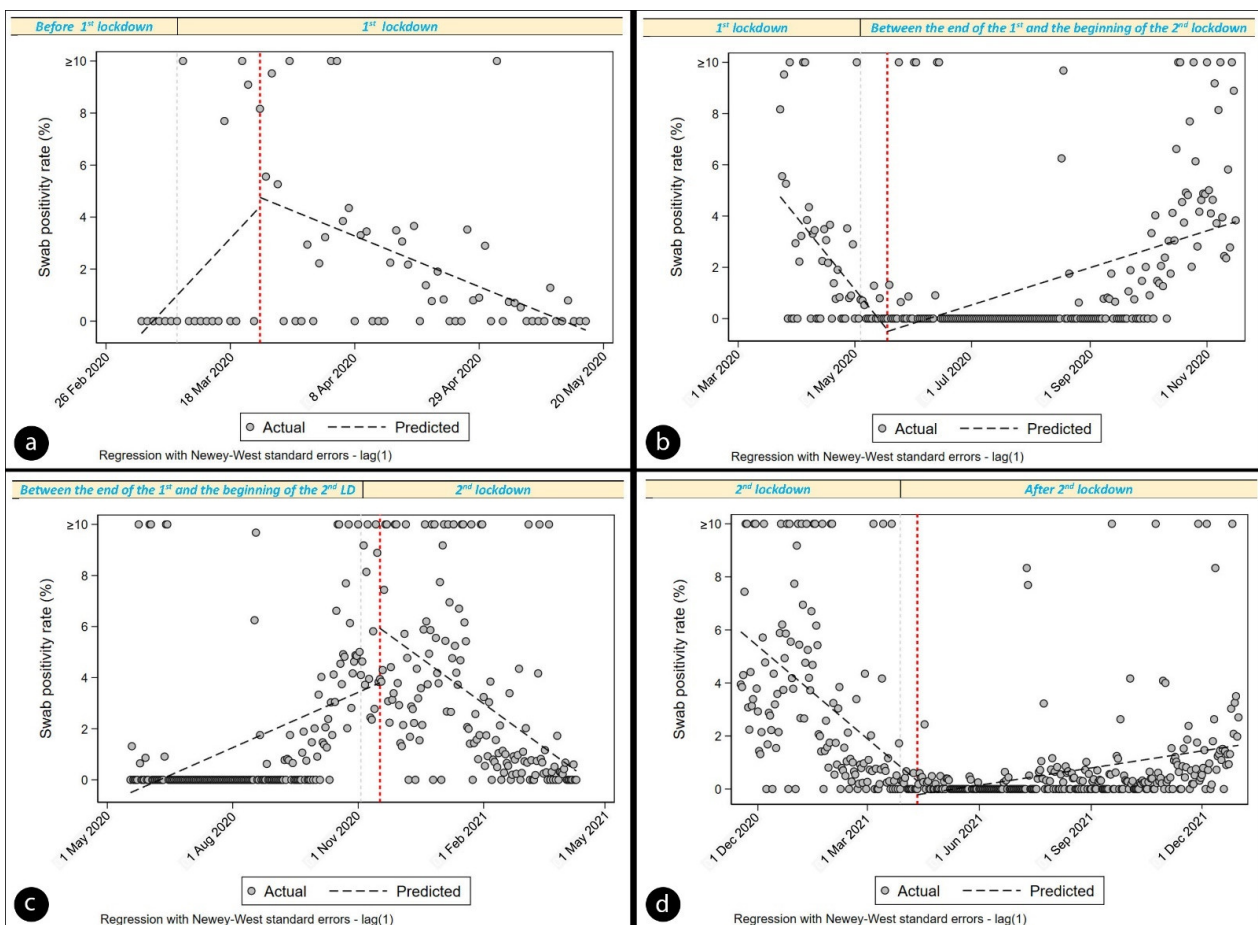 Before 1st lockdown
1st lockdown
Swab positivity rate (%)
≥10
8
6
4
2
0
26 Feb 2020
18 Mar 2020
8 Apr 2020
29 Apr 2020
20 May 2020
Actual
Predicted
a
Regression with Newey-West standard errors - lag(1)
1st lockdown
Between the end of the 1st and the beginning of the 2nd lockdown
Swab positivity rate (%)
≥10
8
6
4
2
0
1 Mar 2020
1 May 2020
1 Jul 2020
1 Sep 2020
1 Nov 2020
Actual
Predicted
b
Regression with Newey-West standard errors - lag(1)
Between the end of the 1st and the beginning of the 2nd LD
2nd lockdown
Swab positivity rate (%)
≥10
8
6
4
2
0
1 May 2020
1 Aug 2020
1 Nov 2020
1 Feb 2021
1 May 2021
Actual
Predicted
c
Regression with Newey-West standard errors - lag(1)
2nd lockdown
After 2nd lockdown
Swab positivity rate (%)
≥10
8
6
4
2
0
1 Dec 2020
1 Mar 2021
1 Jun 2021
1 Sep 2021
1 Dec 2021
Actual
Predicted
d
Regression with Newey-West standard errors - lag(1)